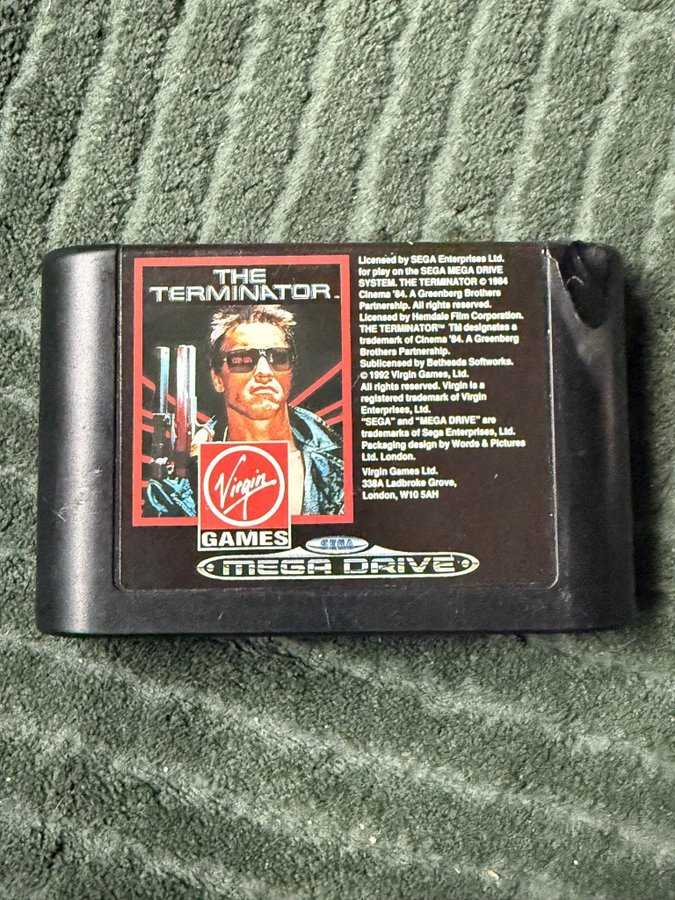 THE
TERMINATOR™
Virgin
GAMES
Licensed by SEGA Enterprises Ltd.
for play on the SEGA MEGA DRIVE
SYSTEM. THE TERMINATOR © 1984
Cinema '84. A Greenberg Brothers
Partnership. All rights reserved.
Licensed by Hemdale Film Corporation.
THE TERMINATOR™ TM designates a
trademark of Cinema '84. A Greenberg
Brothers Partnership.
Sublicensed by Bethesda Softworks.
© 1992 Virgin Games, Ltd.
All rights reserved. Virgin is a
registered trademark of Virgin
Enterprises, Ltd.
"SEGA" and "MEGA DRIVE" are
trademarks of Sega Enterprises, Ltd.
Packaging design by Words & Pictures
Ltd. London.
Virgin Games Ltd.
338A Ladbroke Grove,
London, W10 5AH
SEGA
MEGA DRIVE